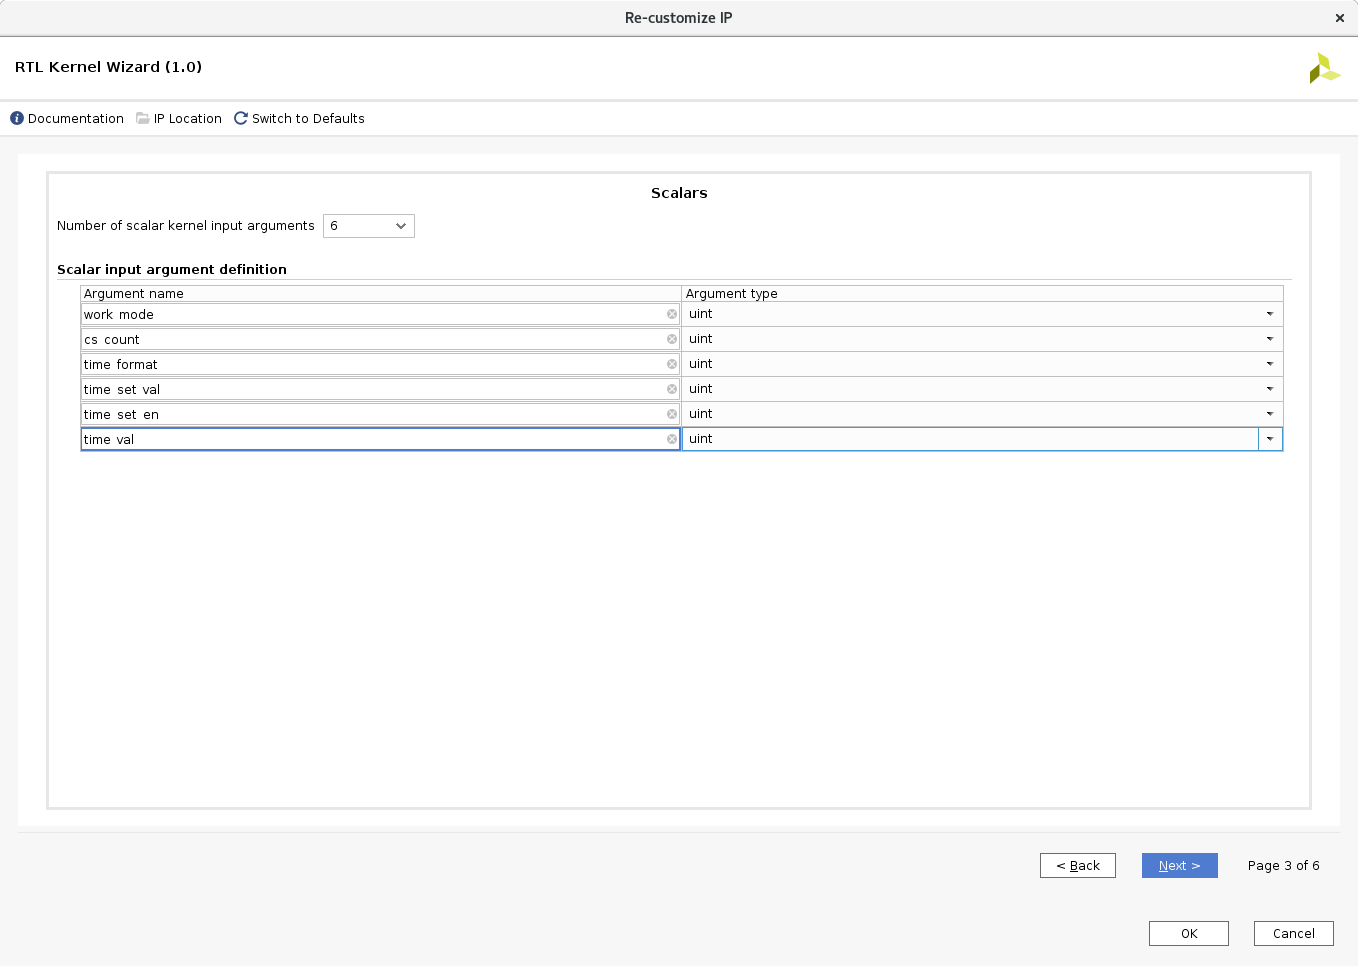 Re-customize IP
RTL Kernel Wizard (1.0)
Documentation IP Location Switch to Defaults
Scalars
Number of scalar kernel input arguments 6
Scalar input argument definition
Argument name Argument type
work mode uint
cs count uint
time format uint
time set val uint
time set en uint
time val uint
< Back Next > Page 3 of 6
OK Cancel